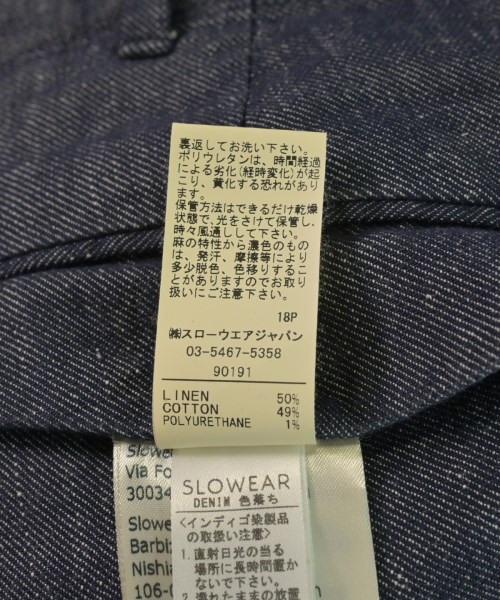 裏返してお洗い下さい。
ポリウレタンは、時間経過
による劣化(経時変化)が起
こり、黄化する恐れがあり
ます。
保管方法はできるだけ乾燥
状態で、光をさけて保管し、
時々風通しして下さい。
麻の特性から濃色のもの
は、発汗、摩擦等により
多少脱色、色移りするこ
とがありますのでお取り
扱いにご注意下さい。
18P
㈱スローウエアジャパン
03-5467-5358
90191
LINEN 50%
COTTON 49%
POLYURETHANE 1%
Slowe
Via Fo
30034
Slowe
Barbiz
Nishia
106-0
SLOWEAR
DENIM 色落ち
<インディゴ染製品
の取扱い注意>
1. 直射日光の当る
場所に長時間置か
ないで下さい。
2. 濡れたままの放置